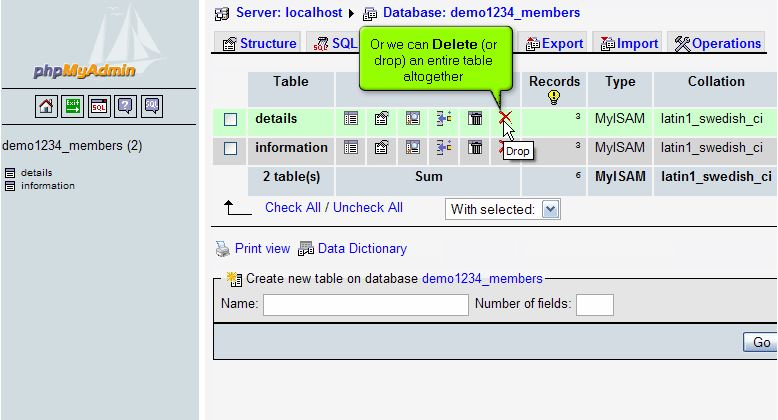 phpMyAdmin
SQL
SQL
demo1234_members (2)
details
information
Server: localhost Database: demo1234_members
Structure SQL Export Import Operations
Or we can Delete (or
drop) an entire table
altogether
Table Records Type Collation
details 3 MyISAM latin1_swedish_ci
information 3 MyISAM latin1_swedish_ci
Drop
2 table(s) Sum 6 MyISAM latin1_swedish_ci
Check All / Uncheck All With selected:
Print view Data Dictionary
Create new table on database demo1234_members
Name: Number of fields:
Go